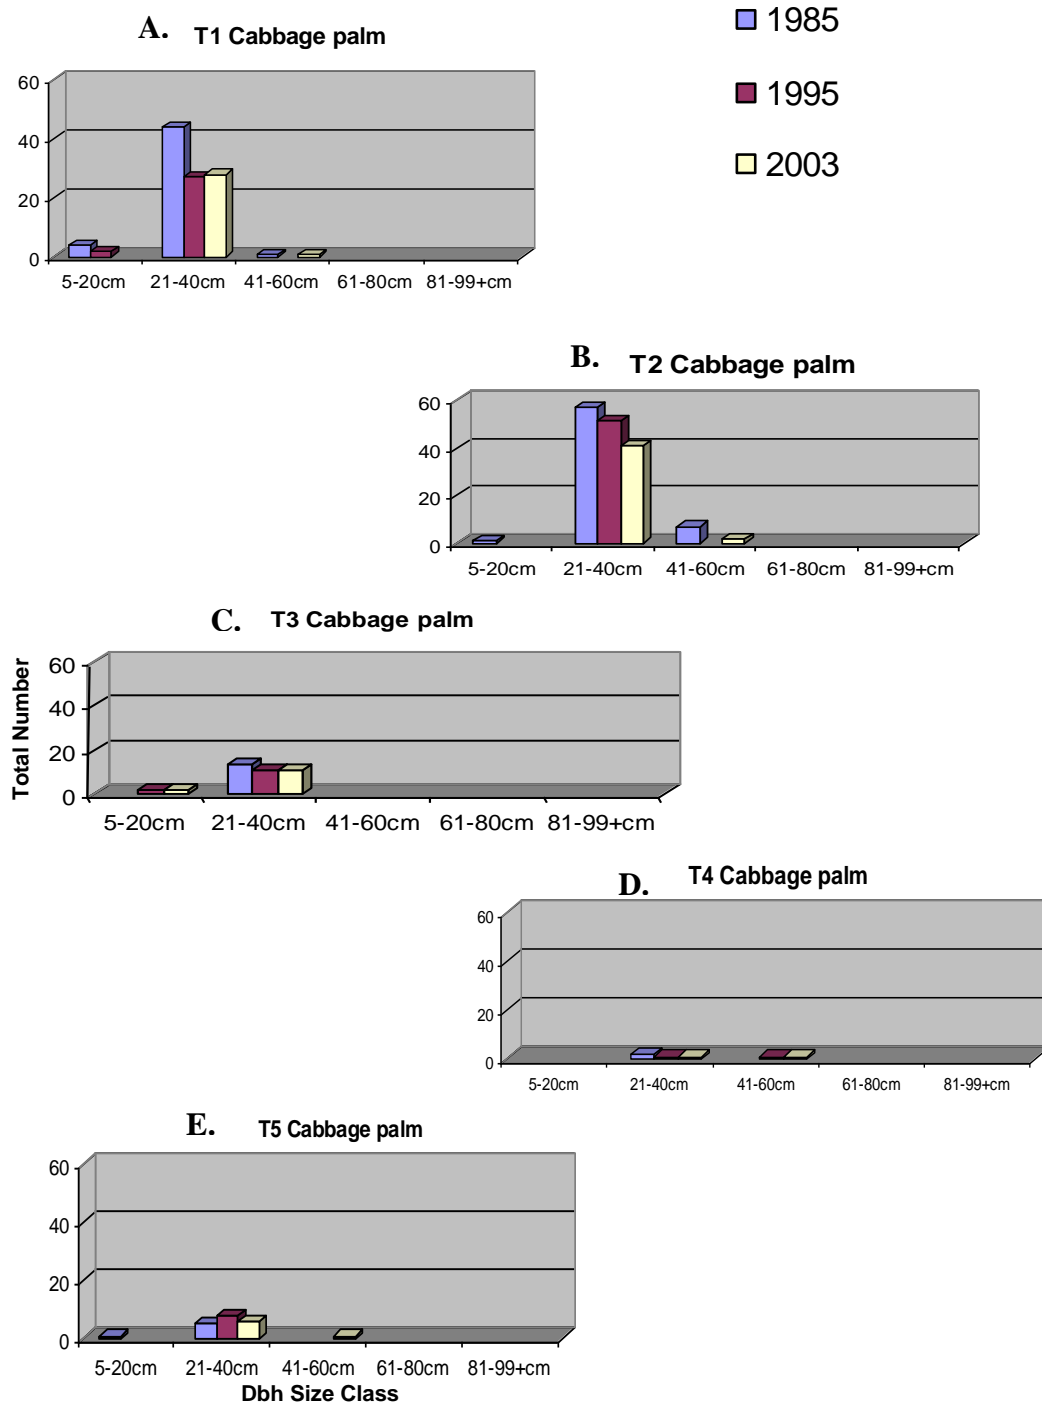 A. T1 Cabbage palm
1985
1995
2003
60
40
20
0
5-20cm 21-40cm 41-60cm 61-80cm 81-99+cm
B. T2 Cabbage palm
60
40
20
0
5-20cm 21-40cm 41-60cm 61-80cm 81-99+cm
C. T3 Cabbage palm
Total Number
60
40
20
0
5-20cm 21-40cm 41-60cm 61-80cm 81-99+cm
D. T4 Cabbage palm
60
40
20
0
5-20cm 21-40cm 41-60cm 61-80cm 81-99+cm
E. T5 Cabbage palm
60
40
20
0
5-20cm 21-40cm 41-60cm 61-80cm 81-99+cm
Dbh Size Class